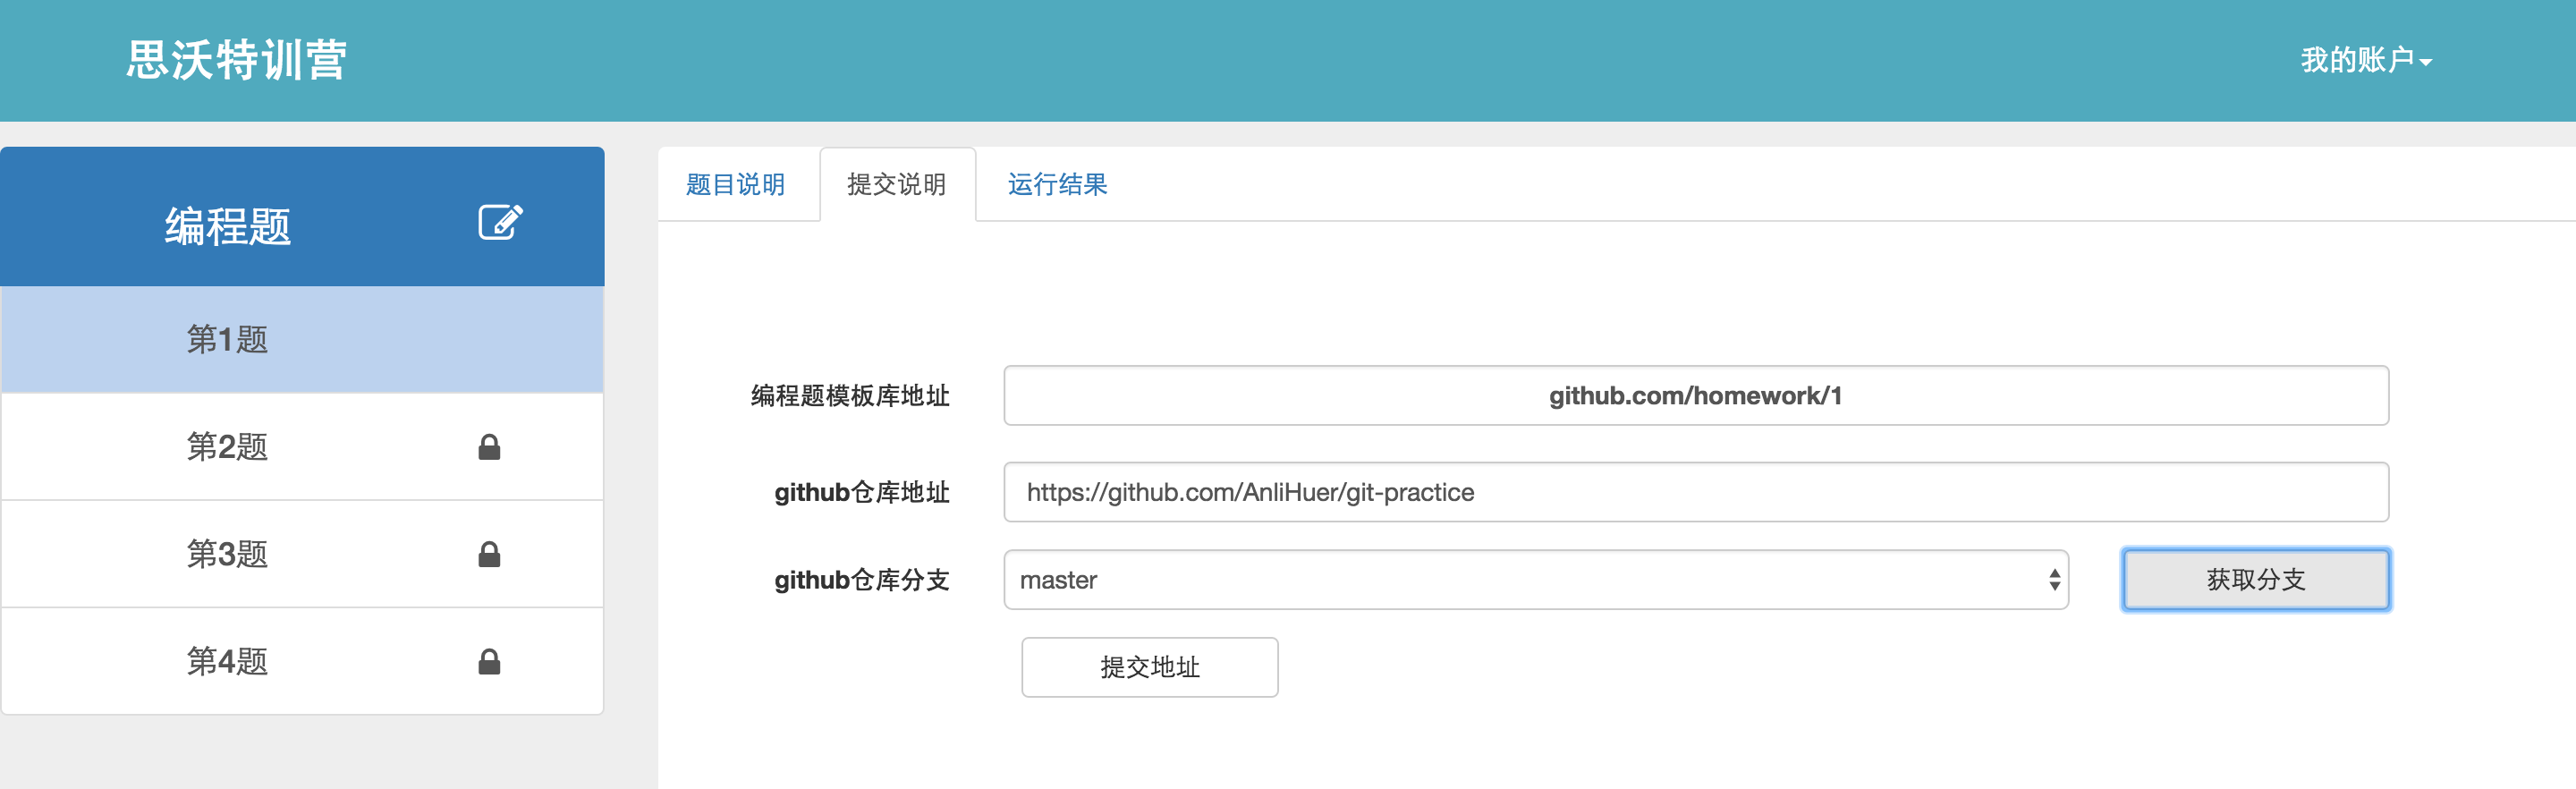 思沃特训营
我的账户
编程题
第1题
第2题
第3题
第4题
题目说明
提交说明
运行结果
编程题模板库地址
github.com/homework/1
github仓库地址
https://github.com/AnliHuer/git-practice
github仓库分支
master
获取分支
提交地址